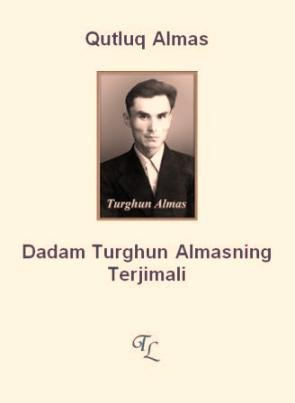 Qutluq Almas
Turghun Almas
Dadam Turghun Almasning
Terjimali
TL